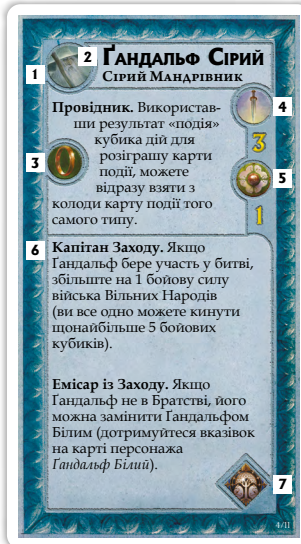 2 Ґандальф Сірий
1 Сірий Мандрівник
Провідник. Використав-
ши результат «подія»
кубика дій для
розіграшу карти
події, можете
відразу взяти з
колоди карту події того
самого типу.
4
3
3
5
1
6 Капітан Заходу. Якщо
Ґандальф бере участь у битві,
збільште на 1 бойову силу
війська Вільних Народів
(ви все одно можете кинути
щонайбільше 5 бойових
кубиків).
Емісар із Заходу. Якщо
Ґандальф не в Братстві, його
можна замінити Ґандальфом
Білим (дотримуйтеся вказівок
на карті персонажа
Ґандальф Білий).
7
4/11